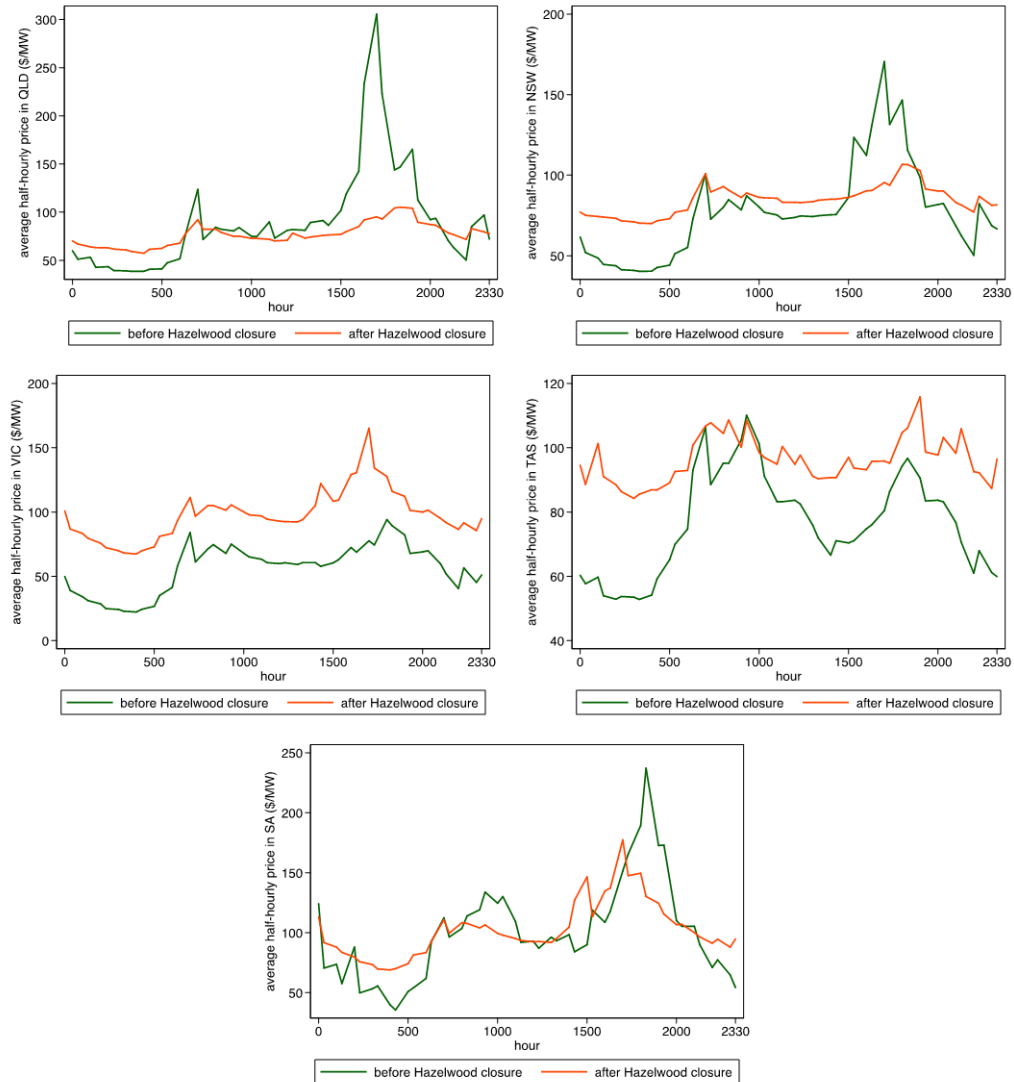 average half-hourly price in QLD ($/MW)
300
250
200
150
100
50
0 500 1000 1500 2000 2330
hour
before Hazelwood closure after Hazelwood closure
average half-hourly price in NSW ($/MW)
200
150
100
50
0 500 1000 1500 2000 2330
hour
before Hazelwood closure after Hazelwood closure
average half-hourly price in VIC ($/MW)
200
150
100
50
0
0 500 1000 1500 2000 2330
hour
before Hazelwood closure after Hazelwood closure
average half-hourly price in TAS ($/MW)
120
100
80
60
40
0 500 1000 1500 2000 2330
hour
before Hazelwood closure after Hazelwood closure
average half-hourly price in SA ($/MW)
250
200
150
100
50
0 500 1000 1500 2000 2330
hour
before Hazelwood closure after Hazelwood closure